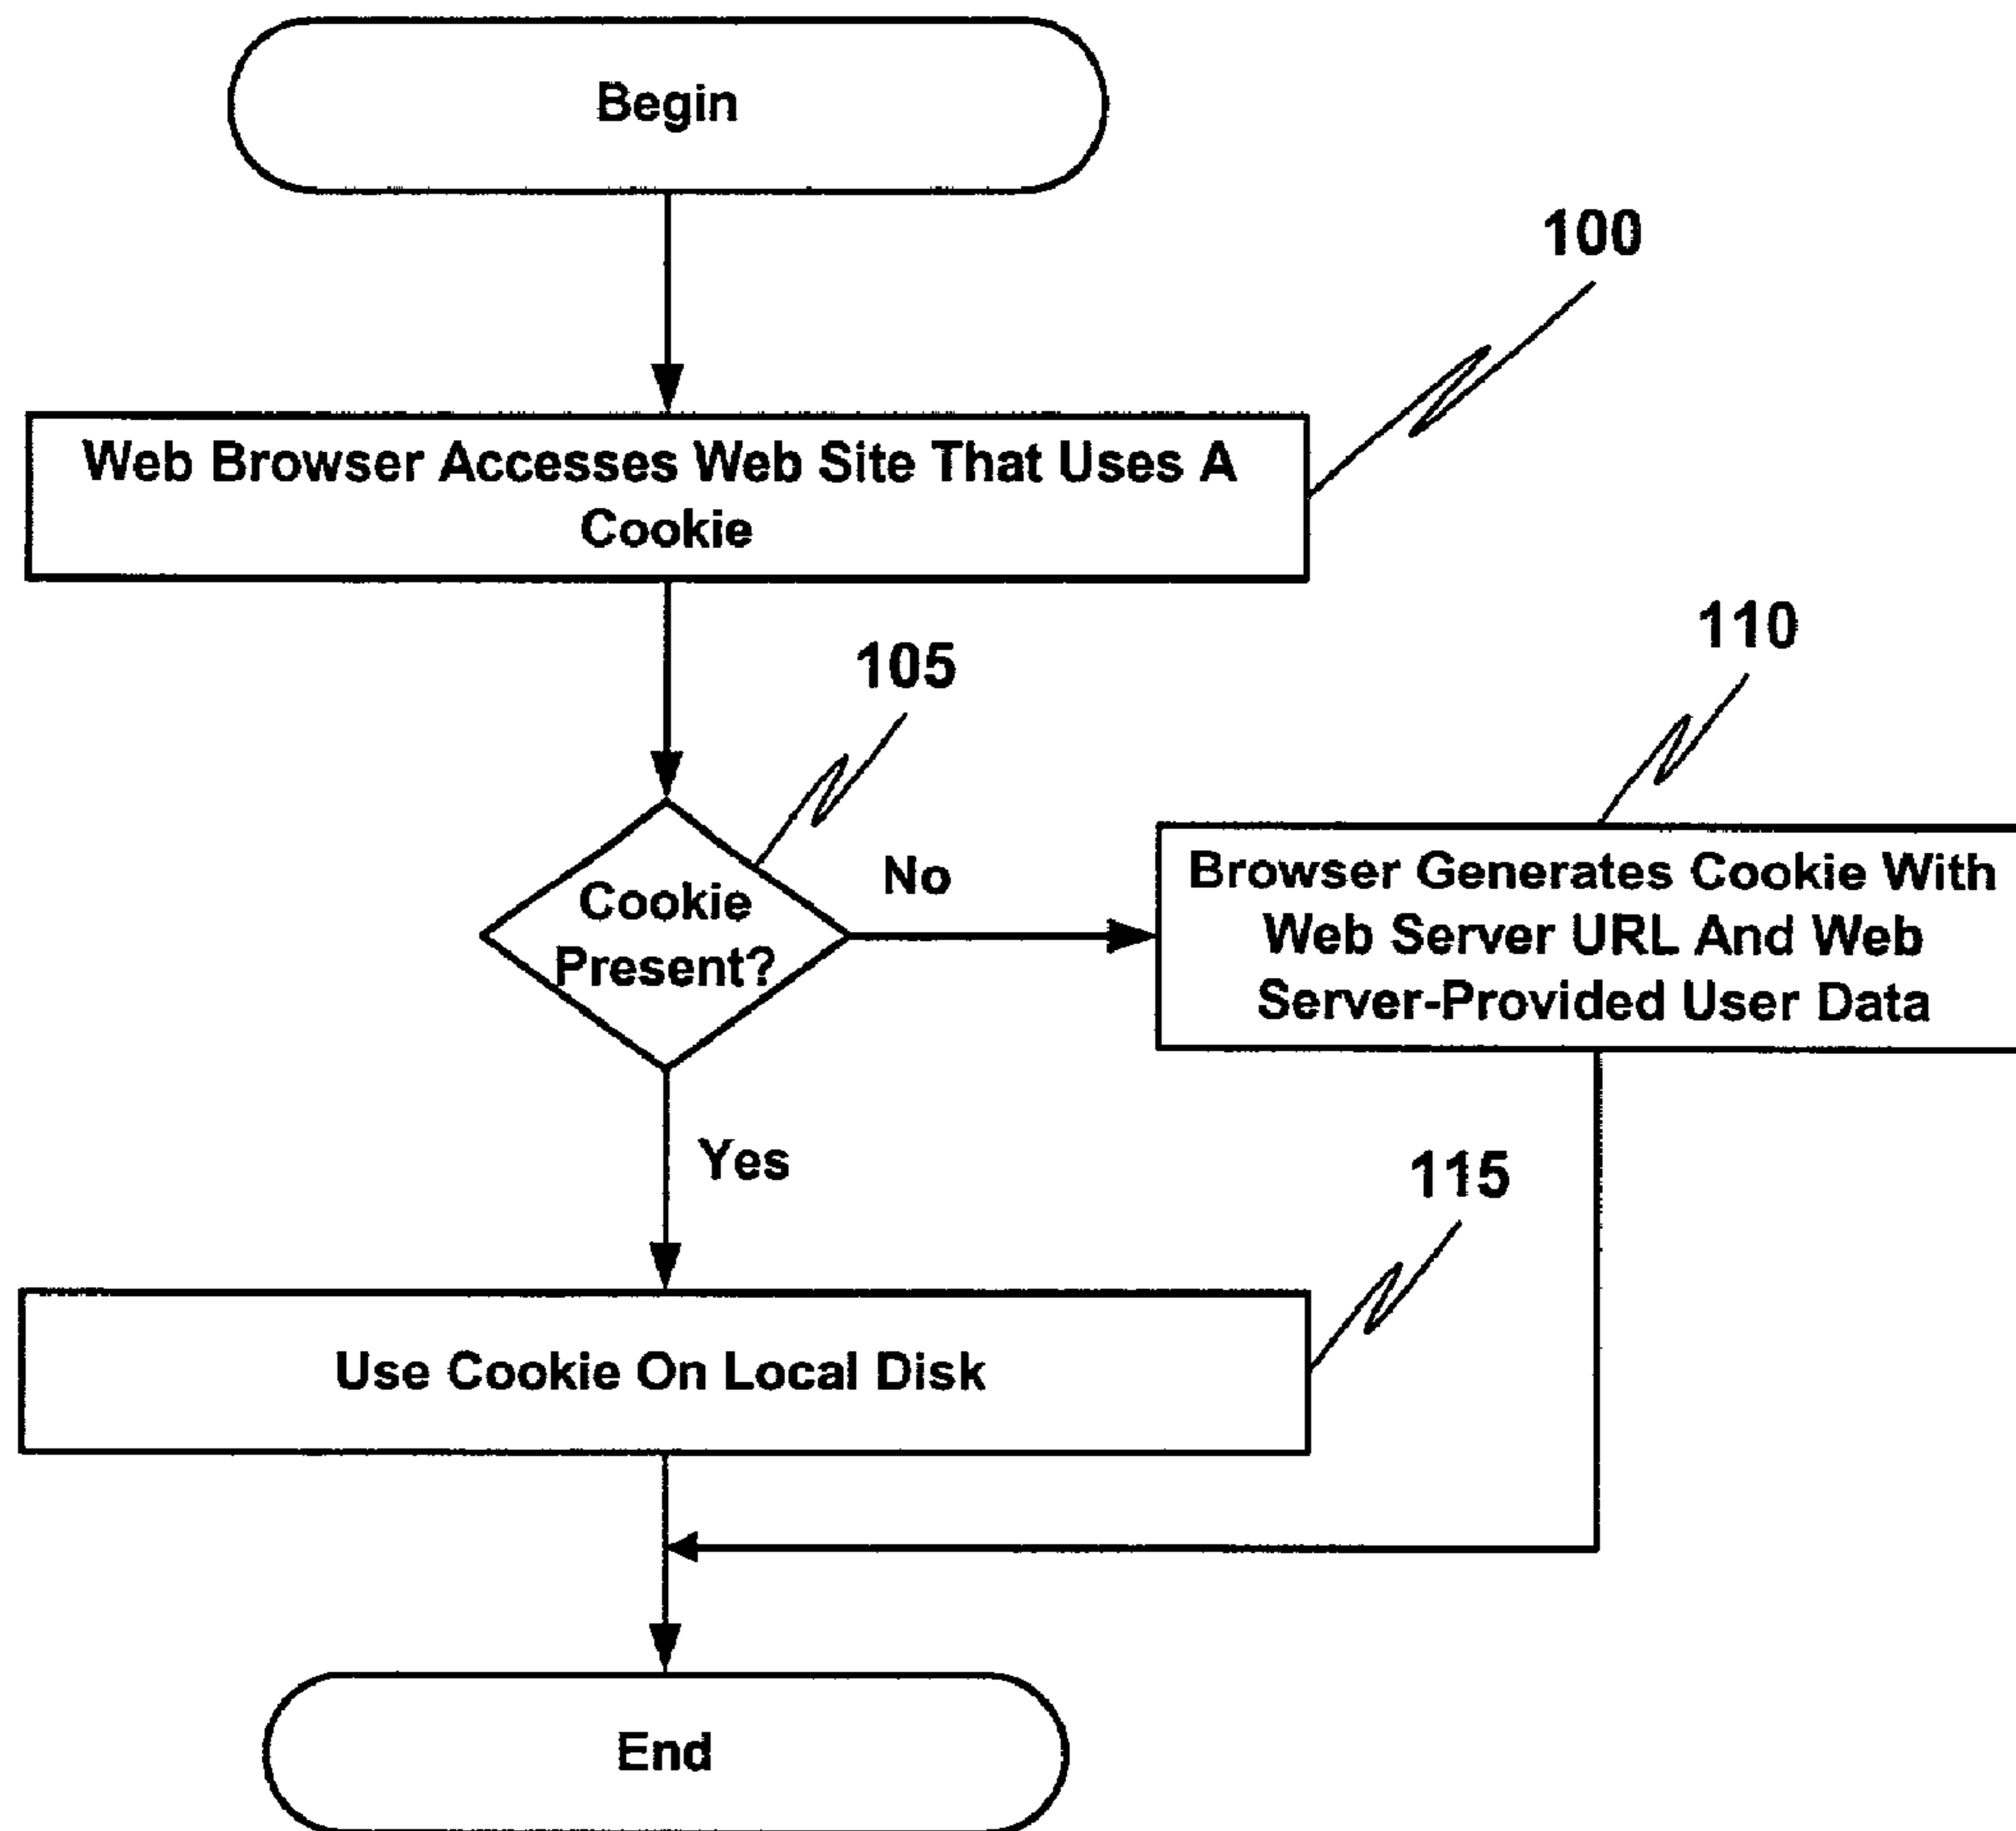 Begin
100
Web Browser Accesses Web Site That Uses A
Cookie
105
110
Cookie
Present?
No
Browser Generates Cookie With
Web Server URL And Web
Server-Provided User Data
Yes
115
Use Cookie On Local Disk
End